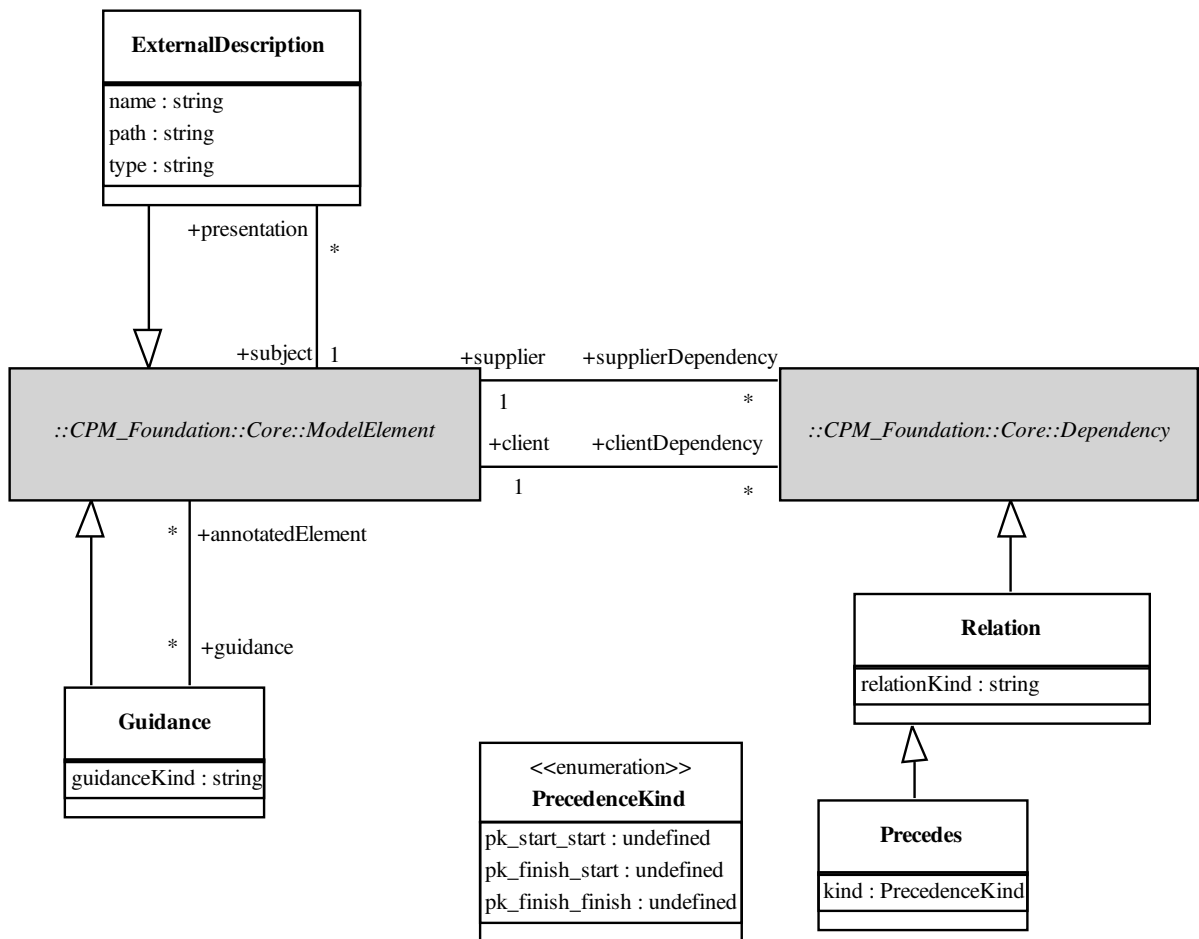 ExternalDescription
name : string
path : string
type : string
+presentation
*
+subject
1
+supplier
+supplierDependency
1
*
::CPM_Foundation::Core::ModelElement
+client
+clientDependency
::CPM_Foundation::Core::Dependency
1
*
* +annotatedElement
* +guidance
Relation
relationKind : string
Guidance
guidanceKind : string
<<enumeration>>
PrecedenceKind
pk_start_start : undefined
pk_finish_start : undefined
pk_finish_finish : undefined
Precedes
kind : PrecedenceKind